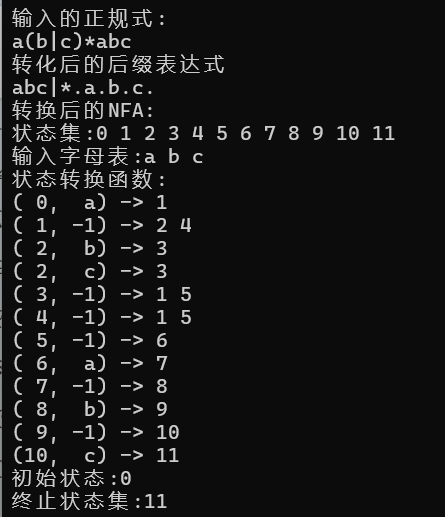 输入的正规式:
a(b|c)*abc
转化后的后缀表达式
abc|*.a.b.c.
转换后的NFA:
状态集:0 1 2 3 4 5 6 7 8 9 10 11
输入字母表:a b c
状态转换函数:
( 0,  a) -> 1
( 1, -1) -> 2 4
( 2,  b) -> 3
( 2,  c) -> 3
( 3, -1) -> 1 5
( 4, -1) -> 1 5
( 5, -1) -> 6
( 6,  a) -> 7
( 7, -1) -> 8
( 8,  b) -> 9
( 9, -1) -> 10
(10,  c) -> 11
初始状态:0
终止状态集:11